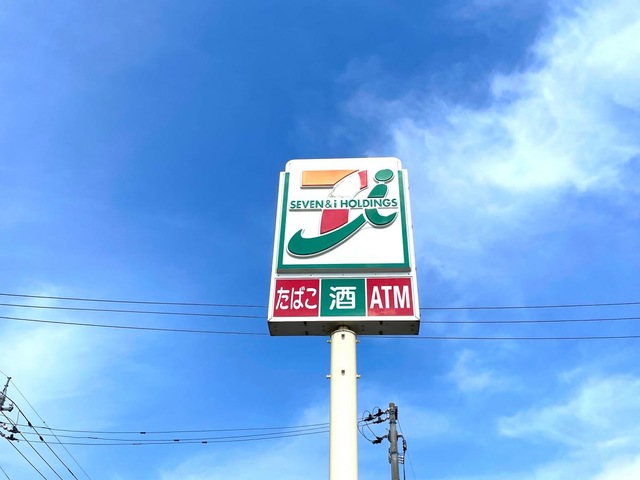 SEVEN & i HOLDINGS
たばこ 酒 ATM